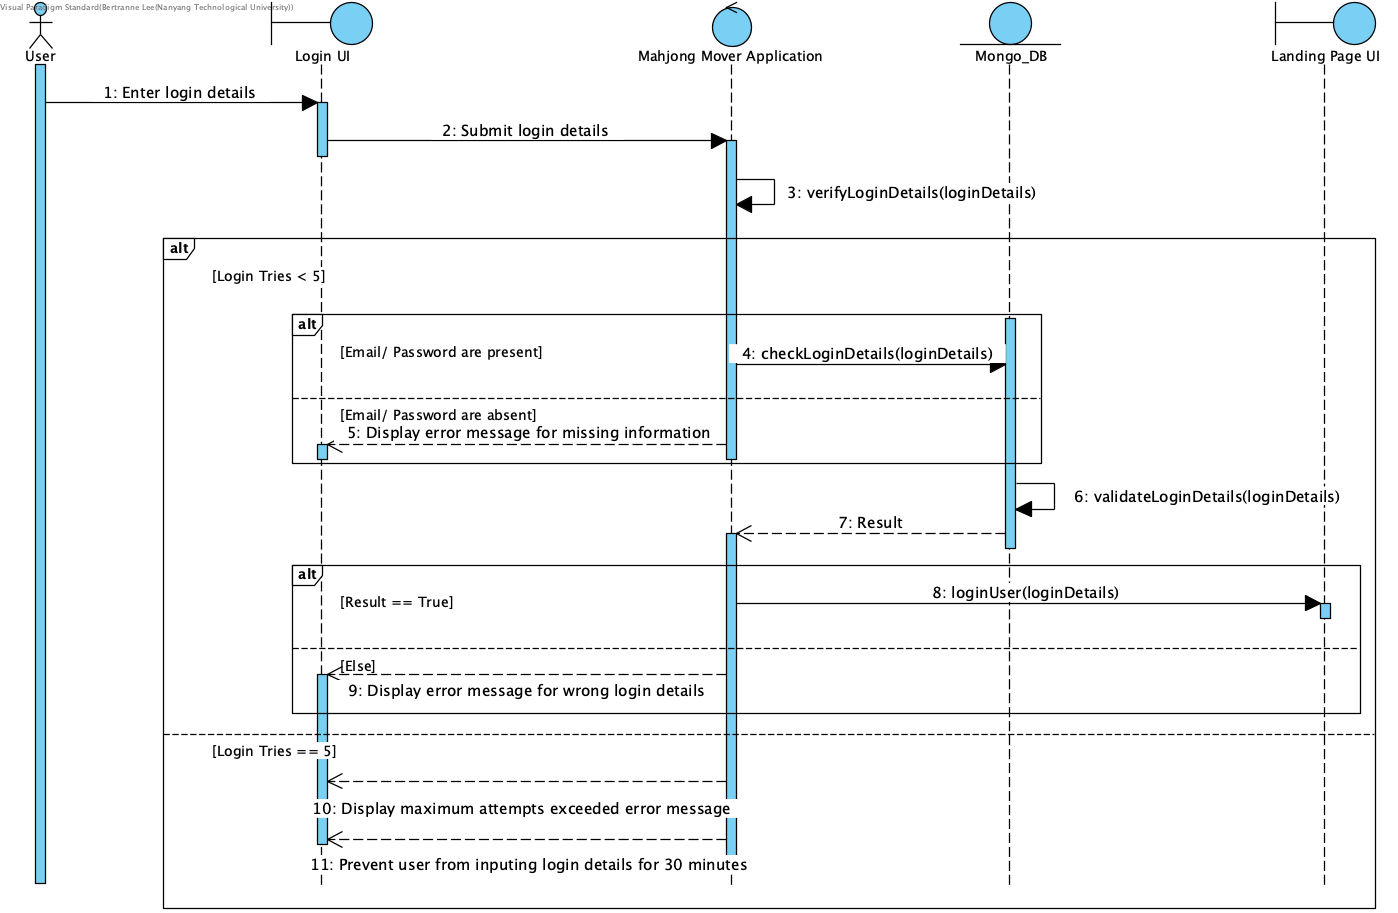 Visual Paradigm Standard(Bertranne Lee(Nanyang Technological University))
User
Login UI
Mahjong Mover Application
Mongo_DB
Landing Page UI
1: Enter login details
2: Submit login details
3: verifyLoginDetails(loginDetails)
alt
[Login Tries < 5]
alt
[Email/ Password are present]
4: checkLoginDetails(loginDetails)
[Email/ Password are absent]
5: Display error message for missing information
6: validateLoginDetails(loginDetails)
7: Result
alt
[Result == True]
8: loginUser(loginDetails)
[Else]
9: Display error message for wrong login details
[Login Tries == 5]
10: Display maximum attempts exceeded error message
11: Prevent user from inputing login details for 30 minutes